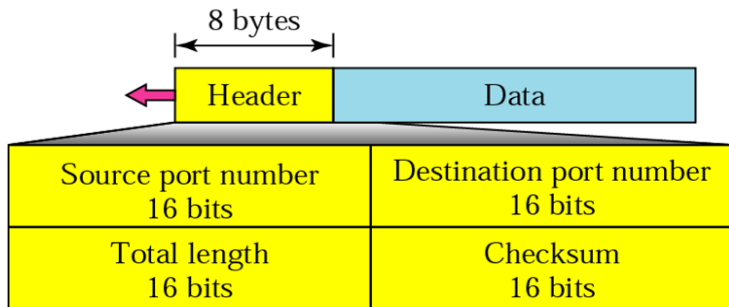 8 bytes
Header
Data
Source port number
16 bits
Destination port number
16 bits
Total length
16 bits
Checksum
16 bits